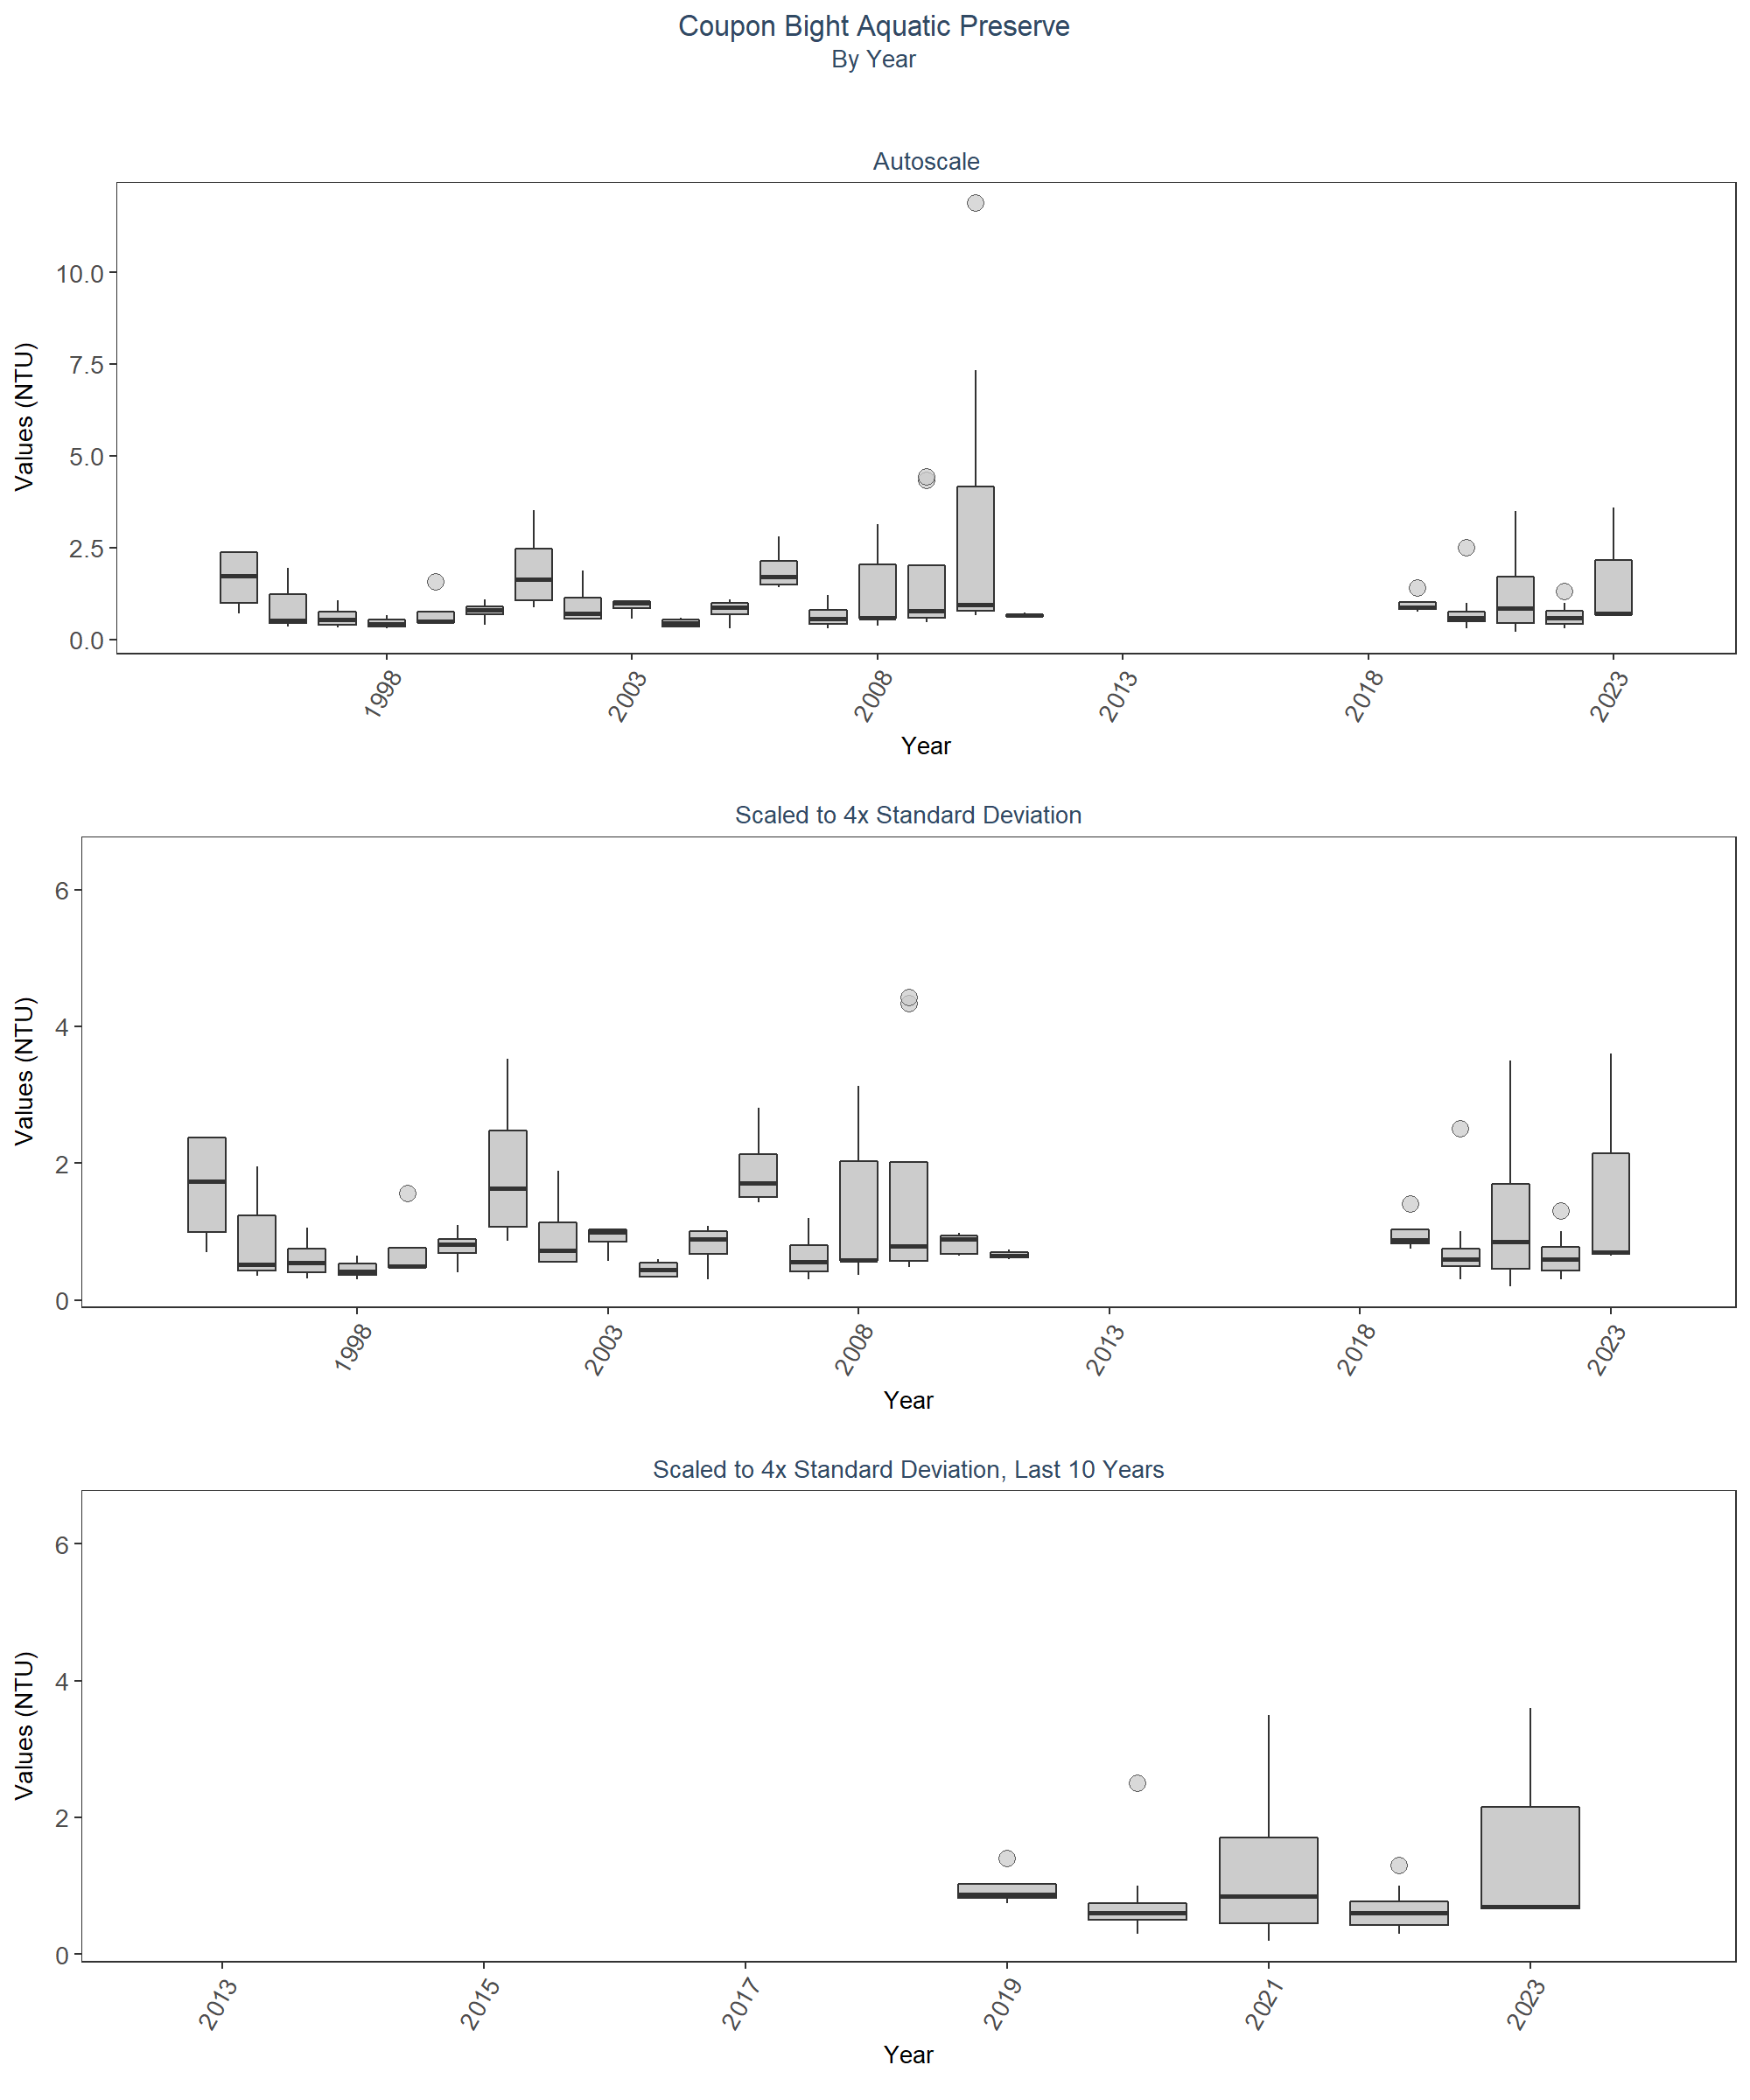 Coupon Bight Aquatic Preserve
By Year
Autoscale
Values (NTU)
10.0
7.5
5.0
2.5
0.0
1998 2003 2008 2013 2018 2023
Year
Scaled to 4x Standard Deviation
Values (NTU)
6
4
2
0
1998 2003 2008 2013 2018 2023
Year
Scaled to 4x Standard Deviation, Last 10 Years
Values (NTU)
6
4
2
0
2013 2015 2017 2019 2021 2023
Year